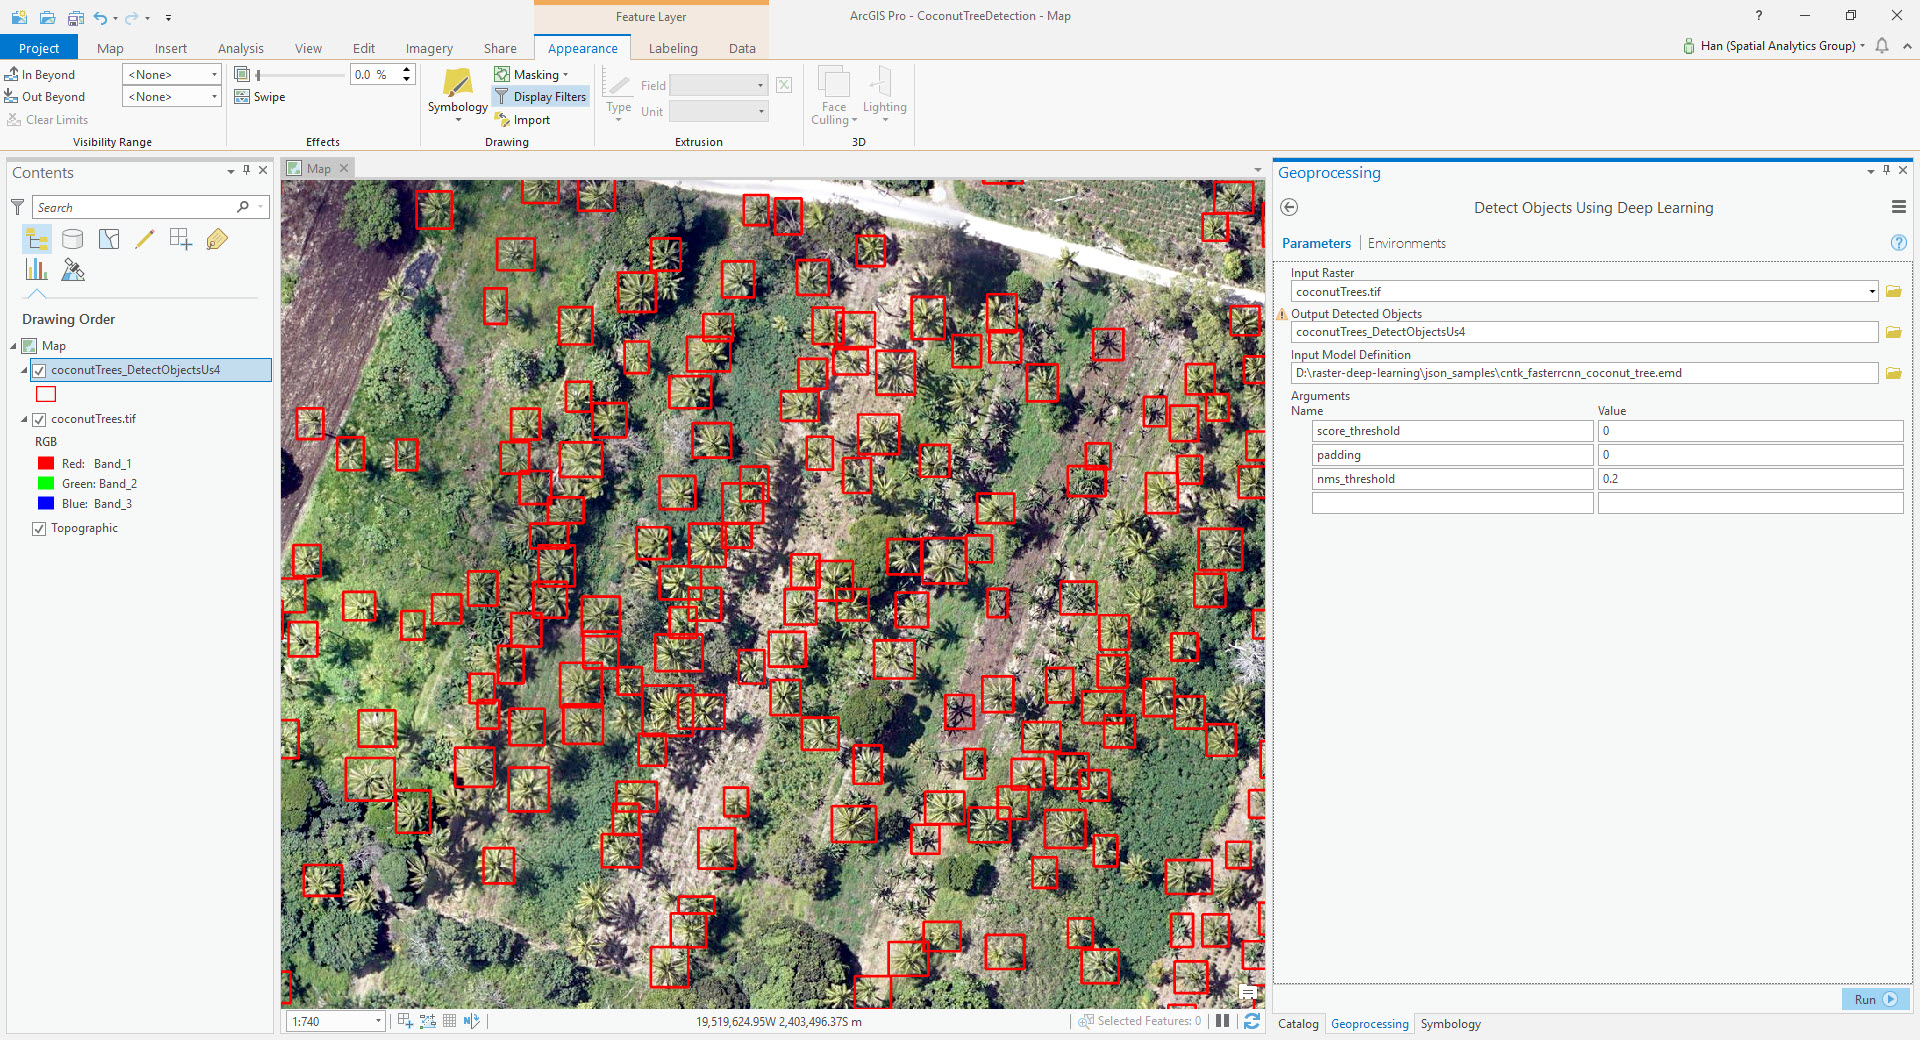 Feature Layer
ArcGIS Pro - CoconutTreeDetection - Map
?
Project Map Insert Analysis View Edit Imagery Share Appearance Labeling Data
Han (Spatial Analytics Group)
In Beyond <None>
Out Beyond <None>
Clear Limits
Visibility Range
0.0 %
Swipe
Effects
Symbology
Masking
Display Filters
Import
Drawing
Type
Field
Unit
Extrusion
Face
Culling
Lighting
3D
Contents
Search
Drawing Order
Map
coconutTrees_DetectObjectsUs4
coconutTrees.tif
RGB
Red: Band_1
Green: Band_2
Blue: Band_3
Topographic
Map
1:740
19,519,624.95W 2,403,496.37S m
Selected Features: 0
Geoprocessing
Detect Objects Using Deep Learning
Parameters | Environments
?
Input Raster
coconutTrees.tif
Output Detected Objects
coconutTrees_DetectObjectsUs4
Input Model Definition
D:\raster-deep-learning\json_samples\cntk_fasterrcnn_coconut_tree.emd
Arguments
Name Value
score_threshold 0
padding 0
nms_threshold 0.2
Run
Catalog Geoprocessing Symbology